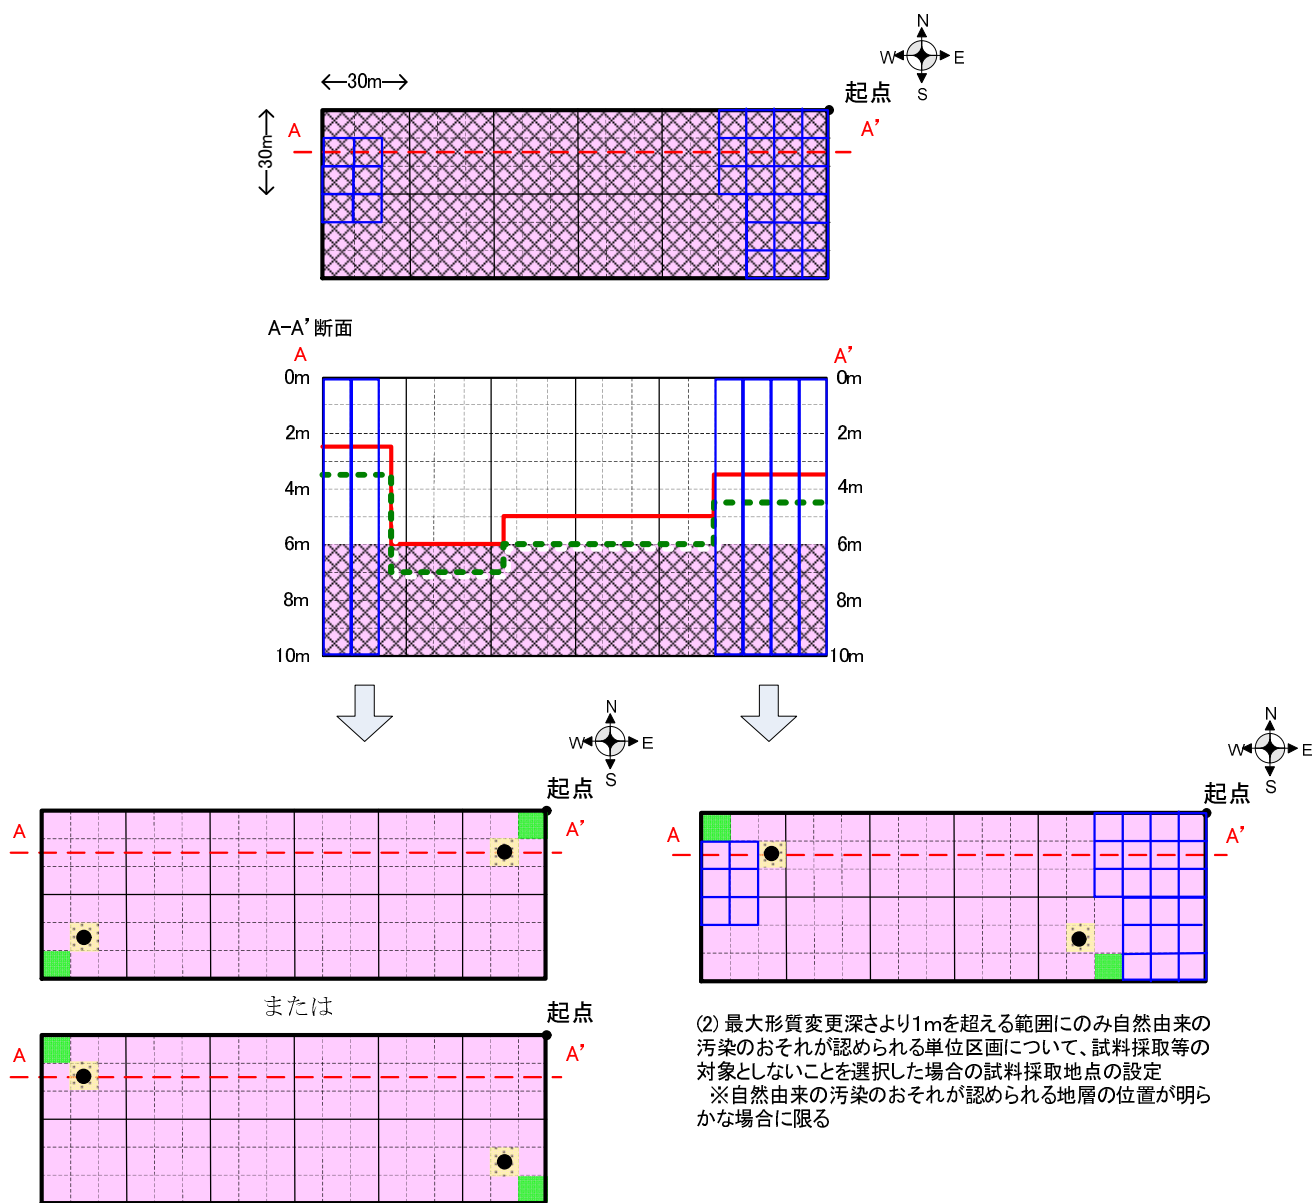 N
W E
S
30m
起点
30m
A
A'
A-A'断面
A
A'
0m
0m
2m
2m
4m
4m
6m
6m
8m
8m
10m
10m
N
W E
S
起点
A
A'
または
起点
A
A'
N
W E
S
起点
A
A'
(2) 最大形質変更深さより1mを超える範囲にのみ自然由来の
汚染のおそれが認められる単位区画について、試料採取等の
対象としないことを選択した場合の試料採取地点の設定
※自然由来の汚染のおそれが認められる地層の位置が明ら
かな場合に限る